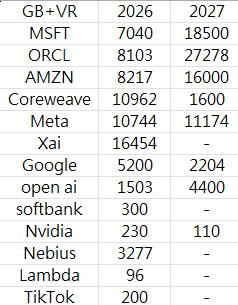 GB+VR 2026 2027
MSFT 7040 18500
ORCL 8103 27278
AMZN 8217 16000
Coreweave 10962 1600
Meta 10744 11174
Xai 16454 -
Google 5200 2204
open ai 1503 4400
softbank 300 -
Nvidia 230 110
Nebius 3277 -
Lambda 96 -
TikTok 200 -